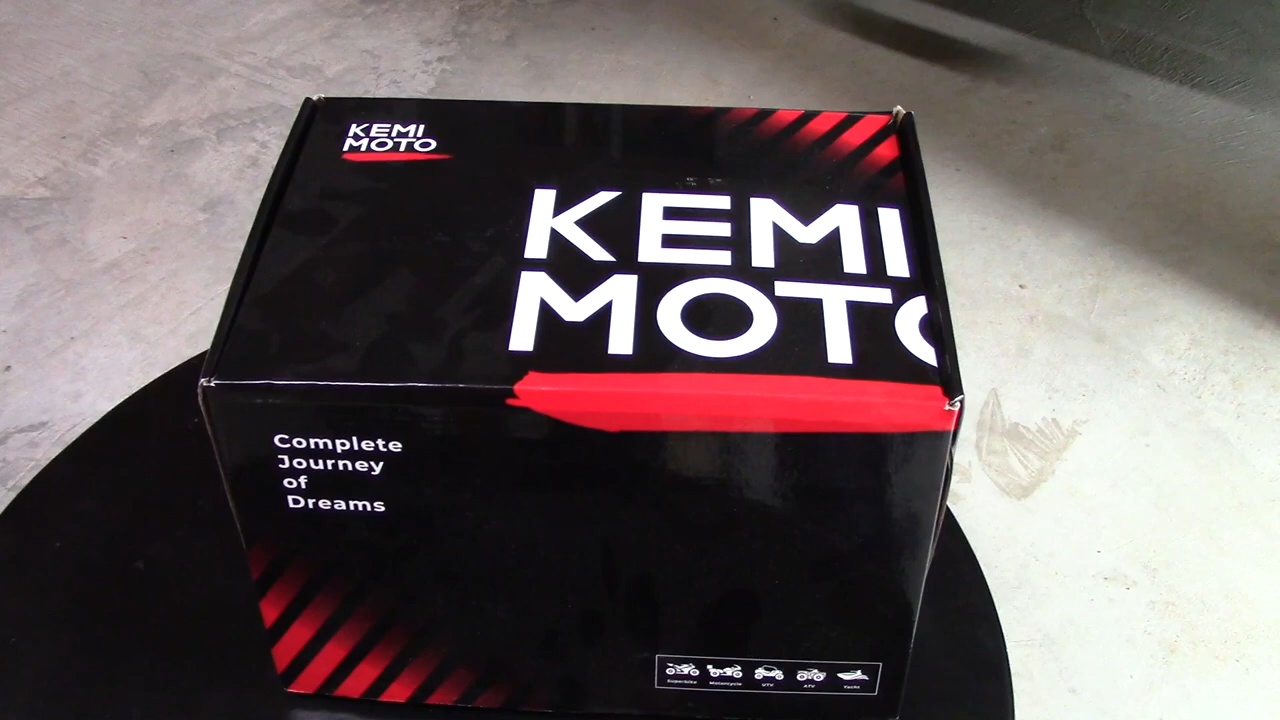 KEMI
MOTO
KEMI
MOTO
Complete
Journey
of
Dreams
Superbike Motorcycle UTV ATV Yacht